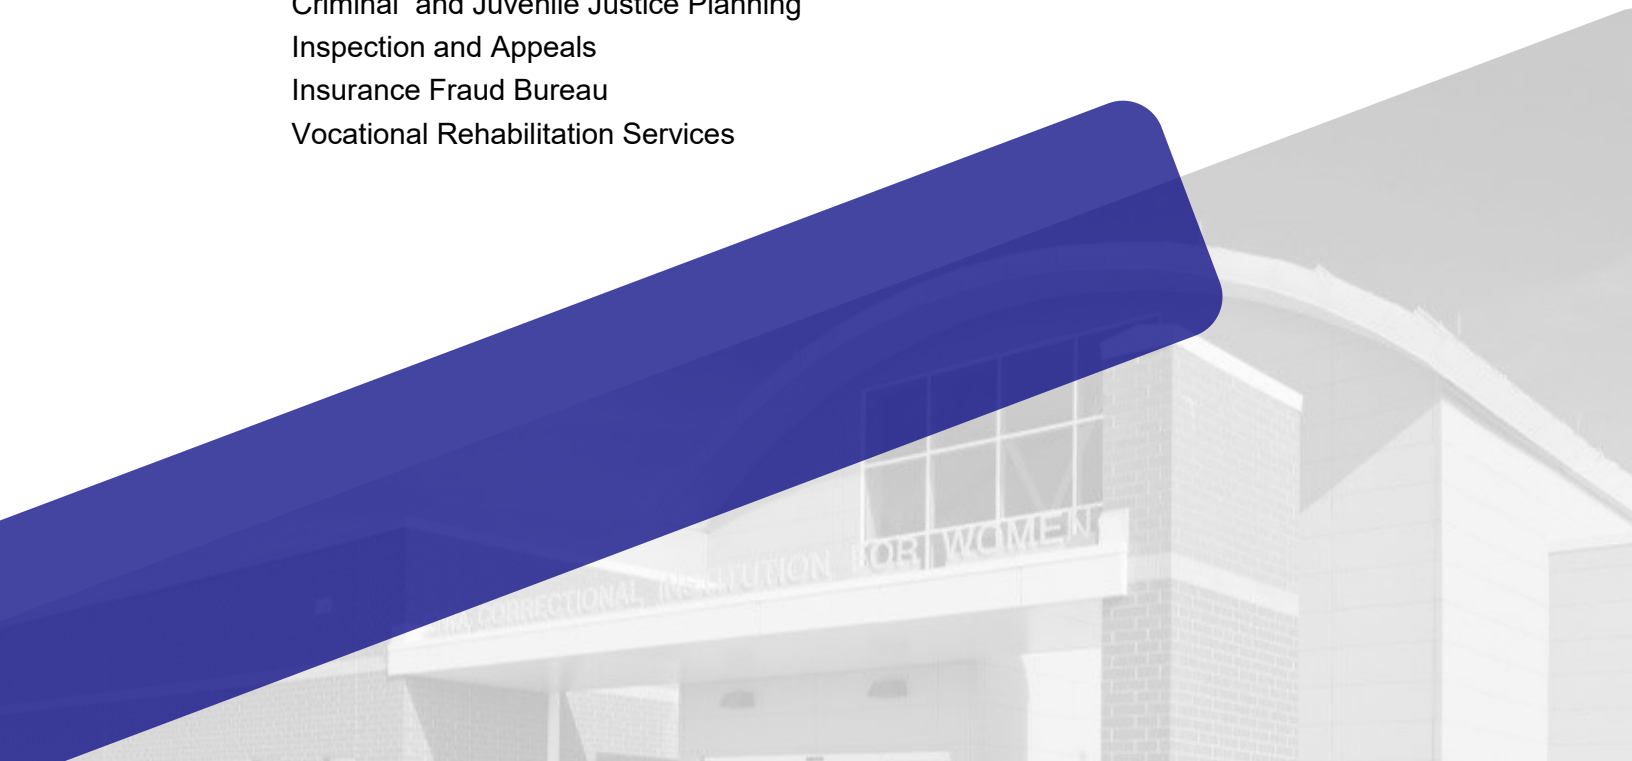 Criminal  and Juvenile Justice Planning
Inspection and Appeals
Insurance Fraud Bureau
Vocational Rehabilitation Services
CORRECTIONAL INSTITUTION FOR WOMEN